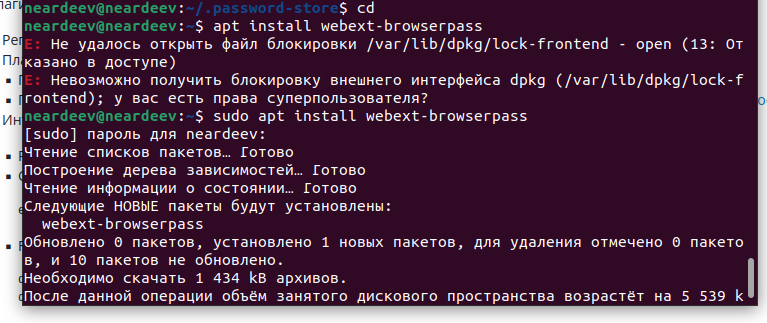 neardeev@neardeev:~/.password-store$ cd
neardeev@neardeev:~$ apt install webext-browserpass
E: Не удалось открыть файл блокировки /var/lib/dpkg/lock-frontend - open (13: От
казано в доступе)
E: Невозможно получить блокировку внешнего интерфейса dpkg (/var/lib/dpkg/lock-f
rontend); у вас есть права суперпользователя?
neardeev@neardeev:~$ sudo apt install webext-browserpass
[sudo] пароль для neardeev:
Чтение списков пакетов… Готово
Построение дерева зависимостей… Готово
Чтение информации о состоянии… Готово
Следующие НОВЫЕ пакеты будут установлены:
  webext-browserpass
Обновлено 0 пакетов, установлено 1 новых пакетов, для удаления отмечено 0 пакето
в, и 10 пакетов не обновлено.
Необходимо скачать 1 434 kB архивов.
После данной операции объём занятого дискового пространства возрастёт на 5 539 k